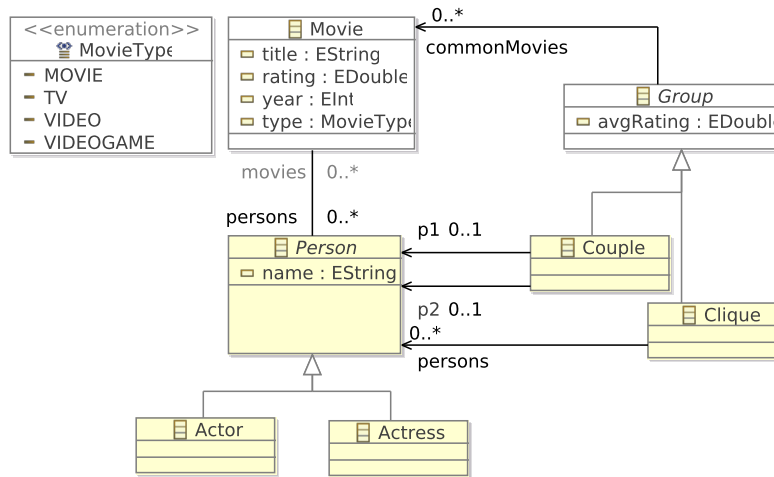 <<enumeration>>
MovieType
MOVIE
TV
VIDEO
VIDEOGAME
Movie
title : EString
rating : EDouble
year : EInt
type : MovieType
0..*
commonMovies
Group
avgRating : EDoubl
movies 0..*
persons 0..*
Person
name : EString
p1 0..1
Couple
p2 0..1
0..*
persons
Clique
Actor
Actress